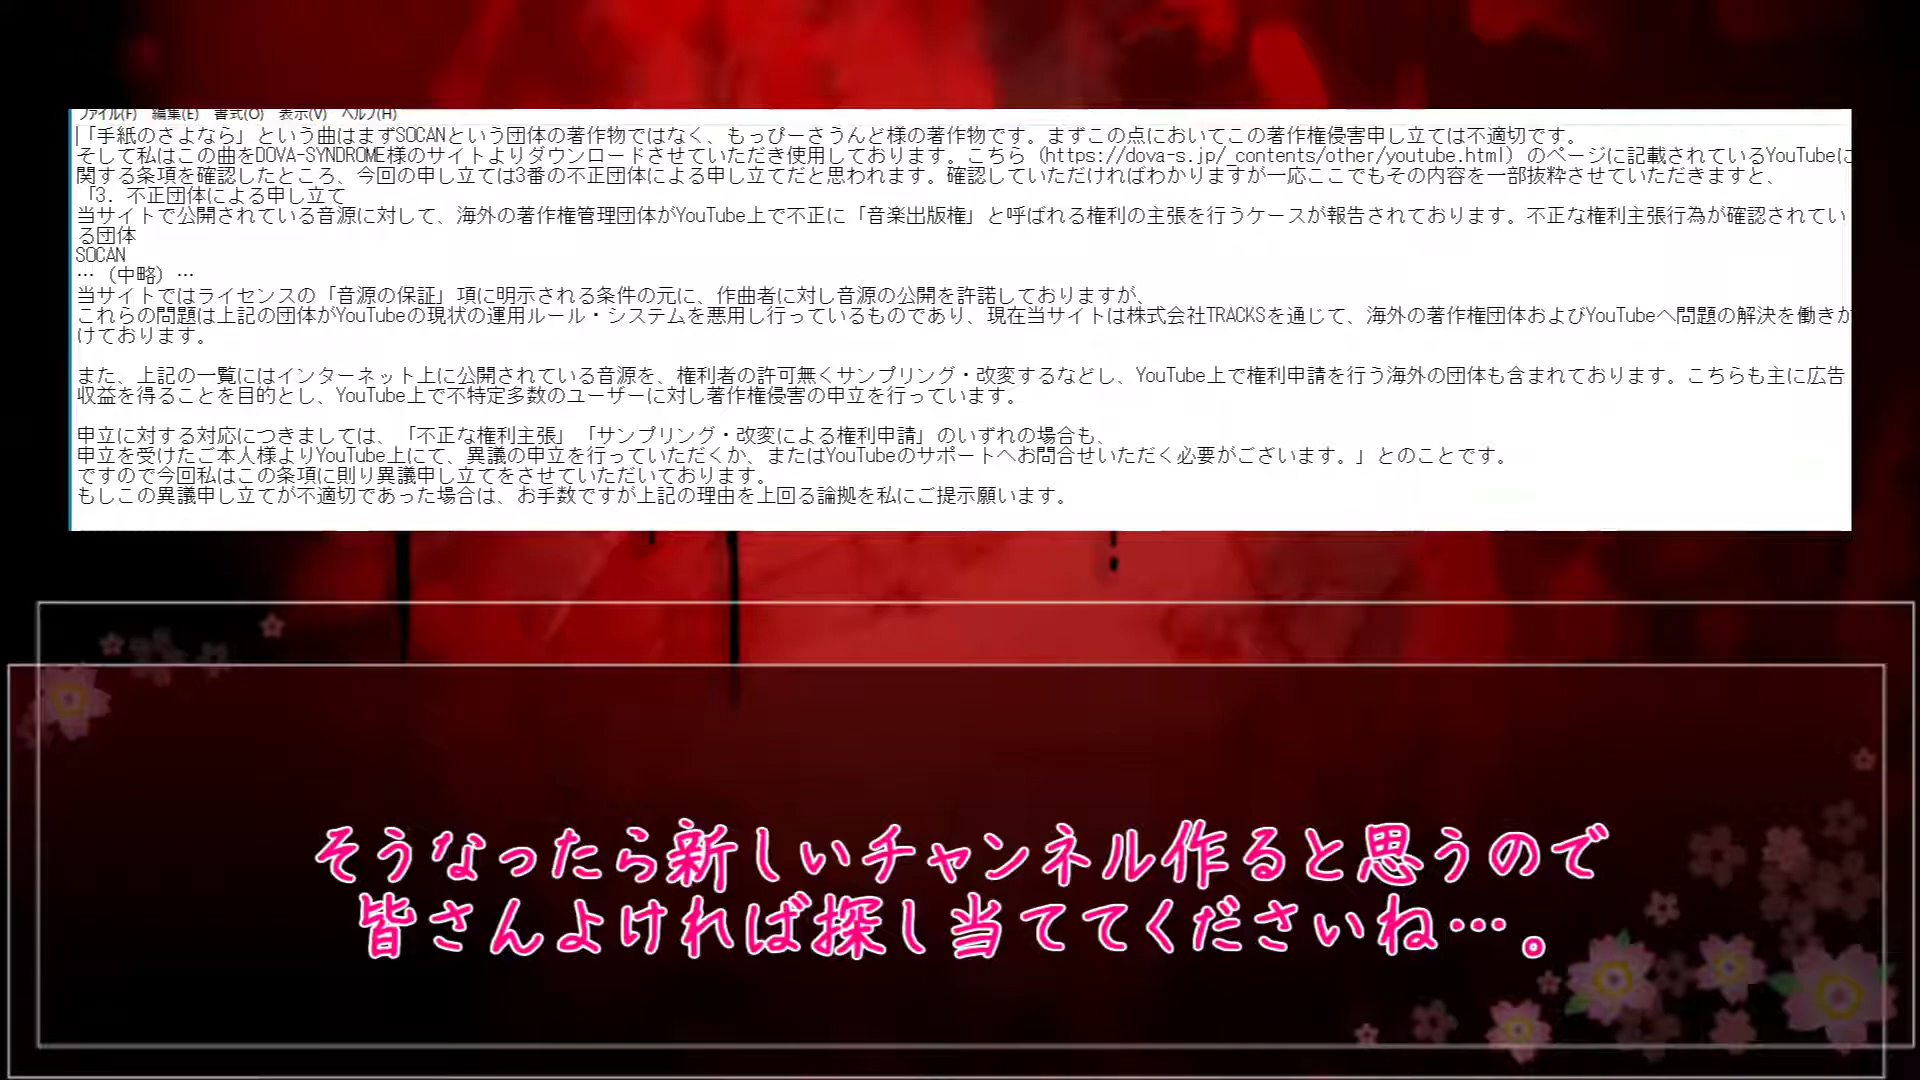 ファイル(F) 編集(E) 書式(O) 表示(V) ヘルプ(H)
「手紙のさよなら」という曲はまずSOCANという団体の著作物ではなく、もっぴーさうんど様の著作物です。まずこの点においてこの著作権侵害申し立ては不適切です。
そして私はこの曲をDOVA-SYNDROME様のサイトよりダウンロードさせていただき使用しております。こちら（https://dova-s.jp/_contents/other/youtube.html）のページに記載されているYouTubeに
関する条項を確認したところ、今回の申し立ては3番の不正団体による申し立てだと思われます。確認していただければわかりますが一応ここでもその内容を一部抜粋させていただきますと、
「3. 不正団体による申し立て
当サイトで公開されている音源に対して、海外の著作権管理団体がYouTube上で不正に「音楽出版権」と呼ばれる権利の主張を行うケースが報告されております。不正な権利主張行為が確認されてい
る団体
SOCAN
…（中略）…
当サイトではライセンスの「音源の保証」項に明示される条件の元に、作曲者に対し音源の公開を許諾しておりますが、
これらの問題は上記の団体がYouTubeの現状の運用ルール・システムを悪用し行っているものであり、現在当サイトは株式会社TRACKSを通じて、海外の著作権団体およびYouTubeへ問題の解決を働きか
けております。
また、上記の一覧にはインターネット上に公開されている音源を、権利者の許可無くサンプリング・改変するなどし、YouTube上で権利申請を行う海外の団体も含まれております。こちらも主に広告
収益を得ることを目的とし、YouTube上で不特定多数のユーザーに対し著作権侵害の申立を行っています。
申立に対する対応につきましては、「不正な権利主張」「サンプリング・改変による権利申請」のいずれの場合も、
申立を受けたご本人様よりYouTube上にて、異議の申立を行っていただくか、またはYouTubeのサポートへお問合せいただく必要がございます。」とのことです。
ですので今回私はこの条項に則り異議申し立てをさせていただいております。
もしこの異議申し立てが不適切であった場合は、お手数ですが上記の理由を上回る論拠を私にご提示願います。
そうなったら新しいチャンネル作ると思うので
皆さんよければ探し当ててくださいね…。